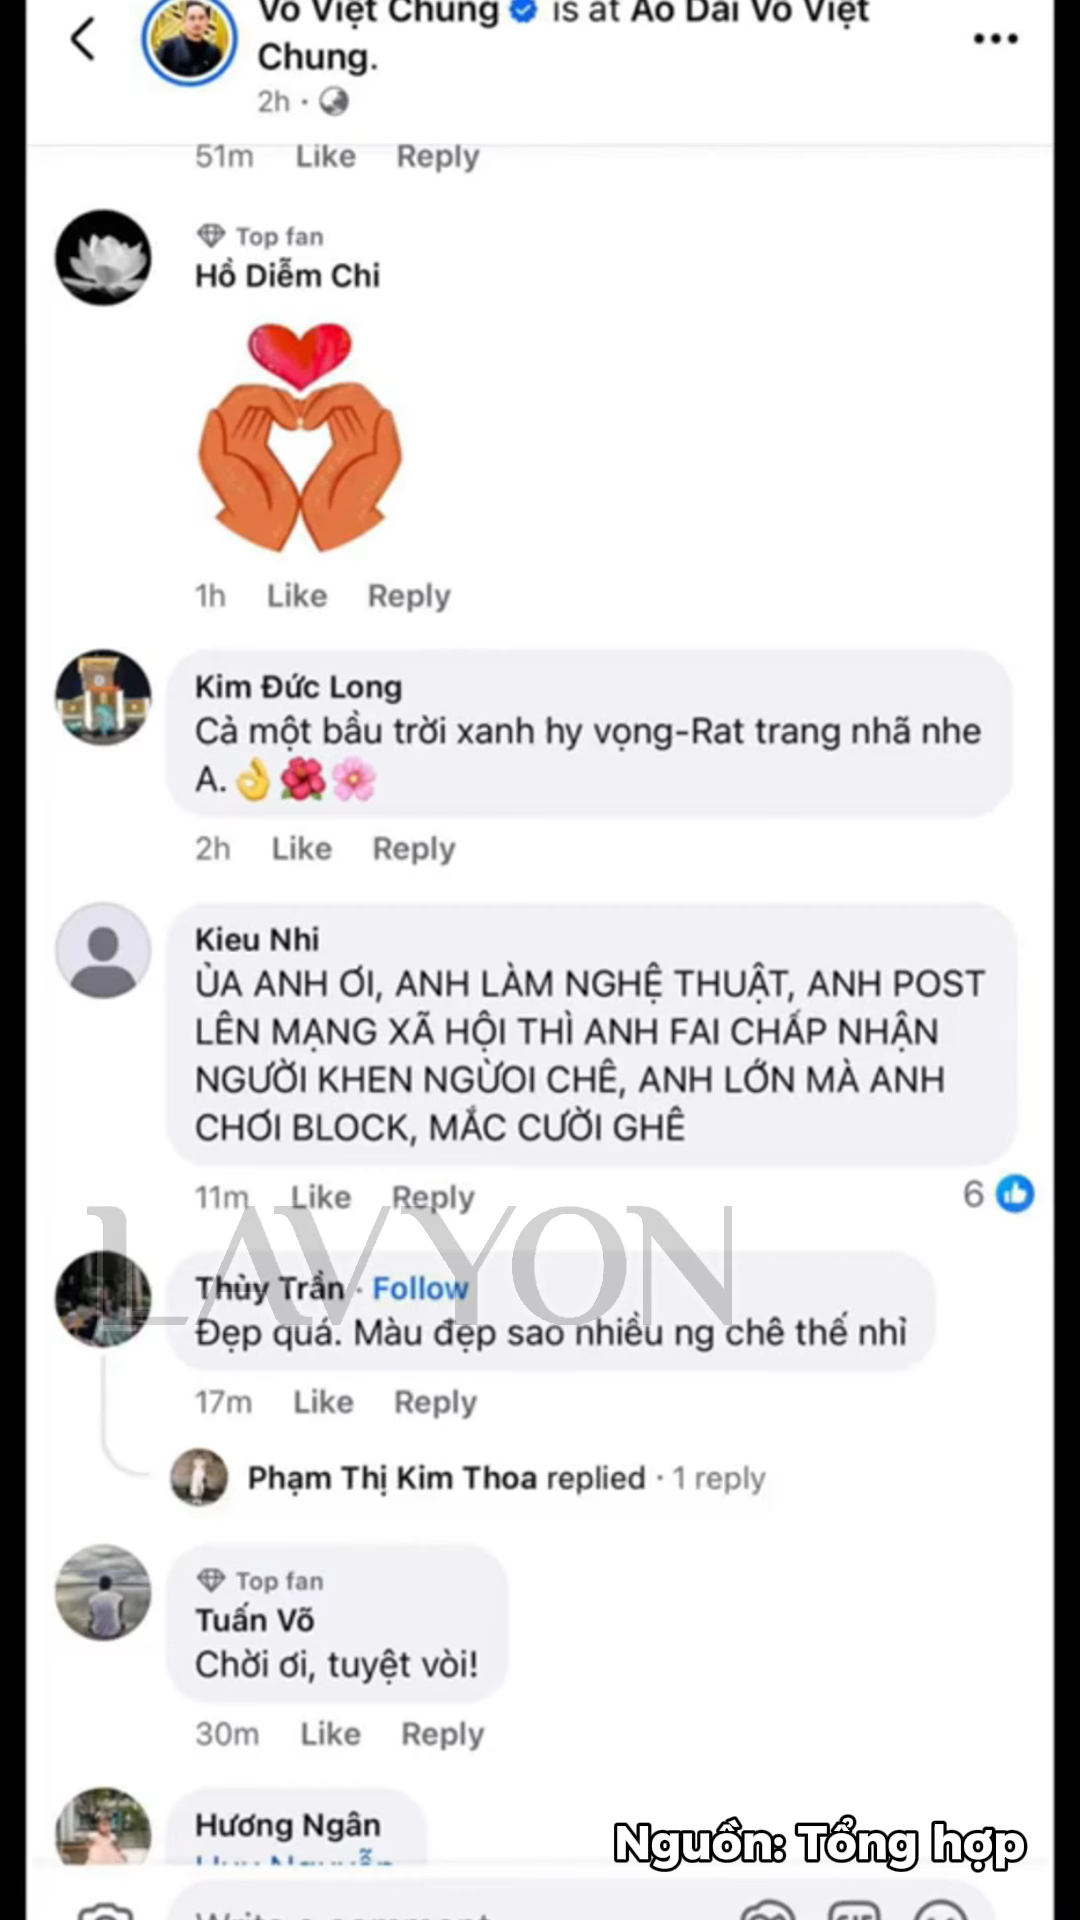 Võ Việt Chung is at Áo Dài Võ Việt
Chung.
2h
51m Like Reply
Top fan
Hồ Diễm Chi
1h Like Reply
Kim Đức Long
Cả một bầu trời xanh hy vọng-Rat trang nhã nhe
A.👌🌺🌸
2h Like Reply
Kieu Nhi
ỦA ANH ƠI, ANH LÀM NGHỆ THUẬT, ANH POST
LÊN MẠNG XÃ HỘI THÌ ANH FAI CHẤP NHẬN
NGƯỜI KHEN NGỪOI CHÊ, ANH LỚN MÀ ANH
CHƠI BLOCK, MẮC CƯỜI GHÊ
11m Like Reply 6
LAVYON
Thủy Trần · Follow
Đẹp quá. Màu đẹp sao nhiều ng chê thế nhỉ
17m Like Reply
Phạm Thị Kim Thoa replied · 1 reply
Top fan
Tuấn Võ
Chời ơi, tuyệt vòi!
30m Like Reply
Hương Ngân
Nguồn: Tổng hợp